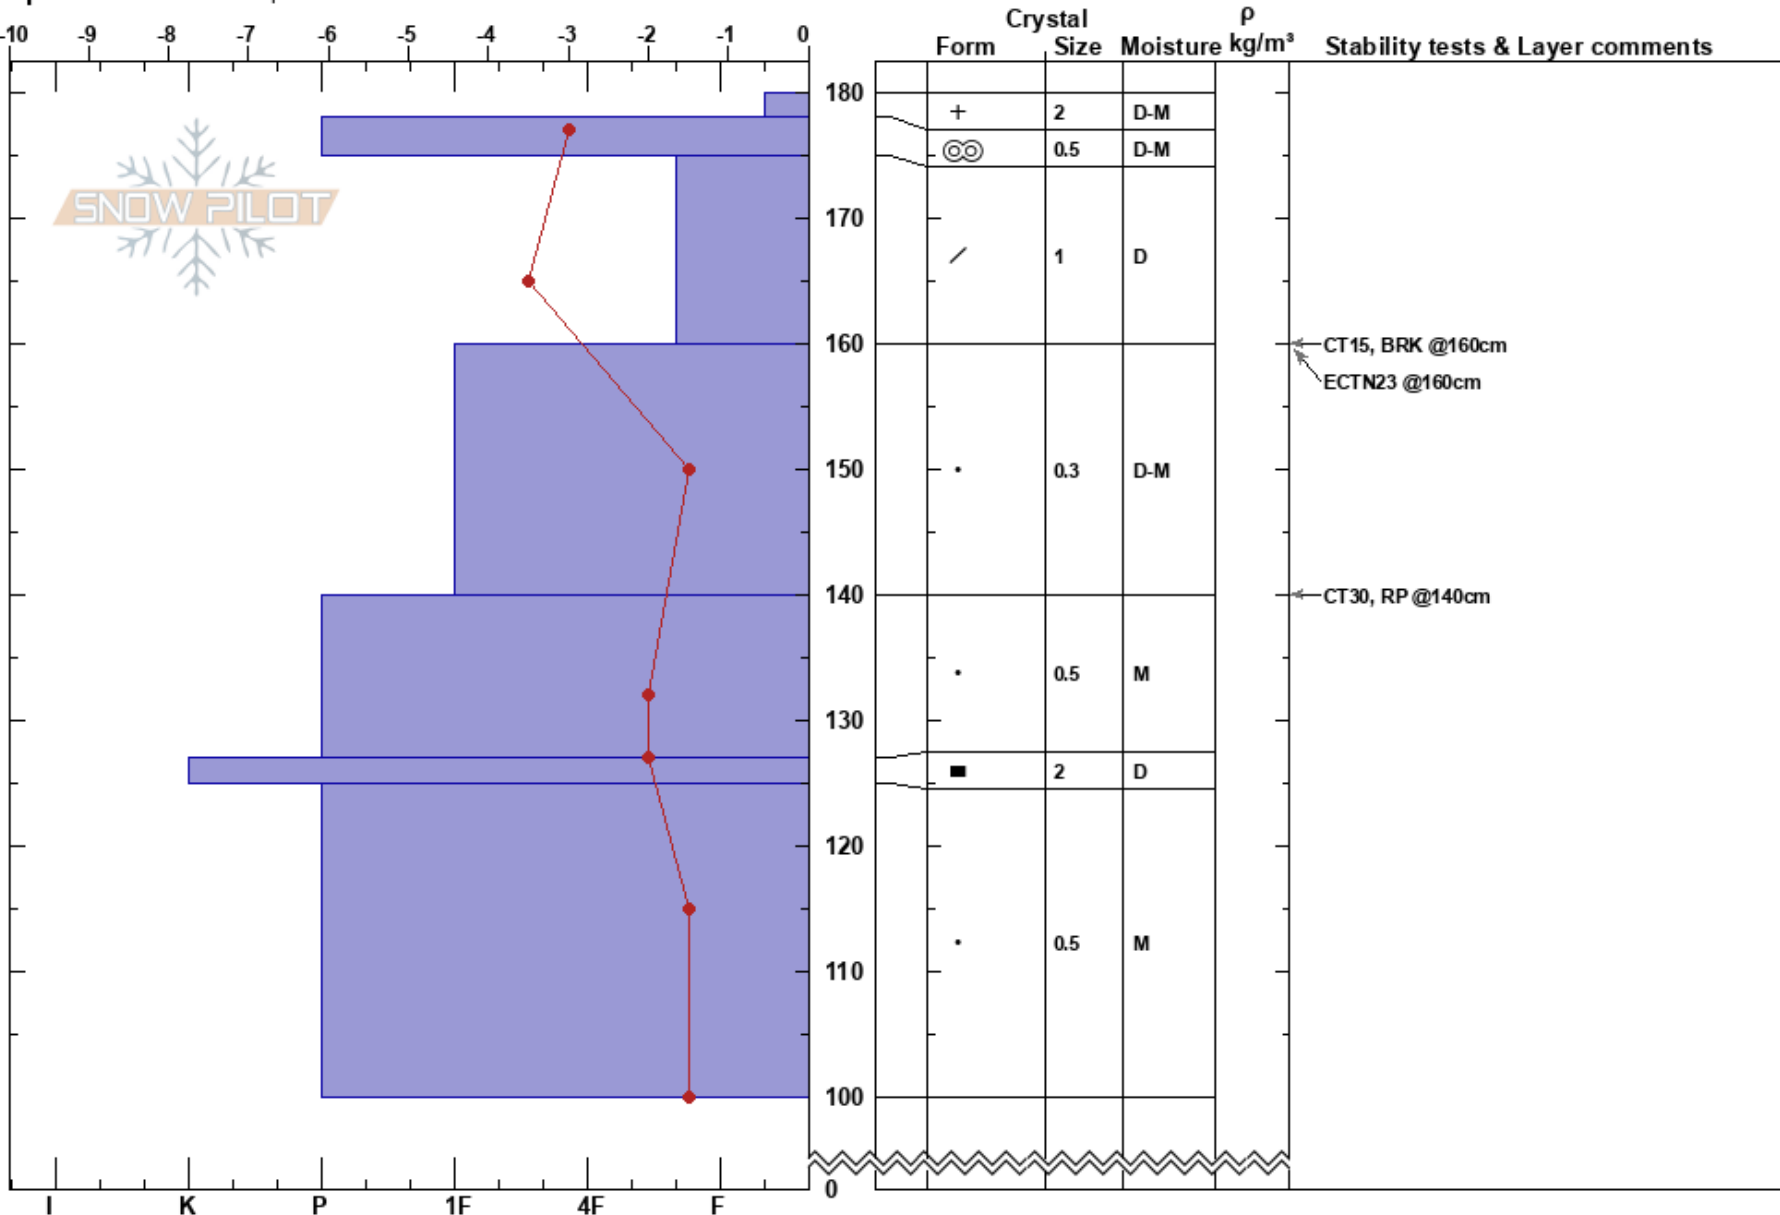 Crystal ρ
-10 -9 -8 -7 -6 -5 -4 -3 -2 -1 0 Form Size Moisture kg/m³ Stability tests & Layer comments
180
+ 2 D-M
SNOW PILOT
0.5 D-M
170
1 D
160 CT15, BRK @160cm
ECTN23 @160cm
150 0.3 D-M
140 CT30, RP @140cm
0.5 M
130
2 D
120
0.5 M
110
100
0
I K P 1F 4F F